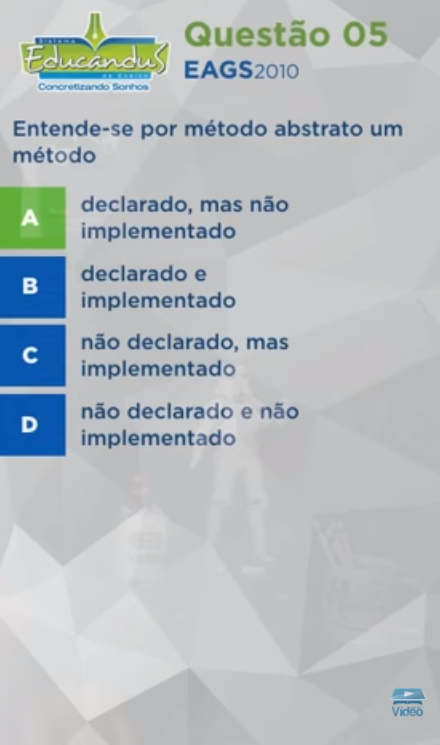 Sistema
Educandus
de Ensino
Concretizando Sonhos
Questão 05
EAGS2010
Entende-se por método abstrato um
método
A
declarado, mas não
implementado
B
declarado e
implementado
C
não declarado, mas
implementado
D
não declarado e não
implementado
Vídeo